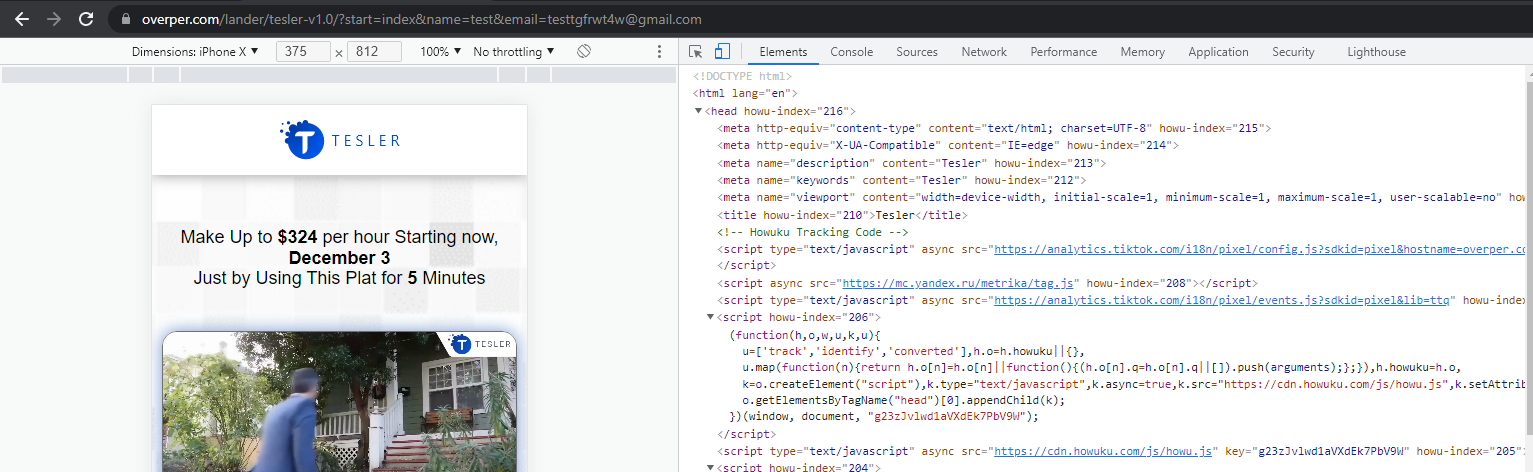 overper.com/lander/tesler-v1.0/?start=index&name=test&email=testtgfrwt4w@gmail.com
Dimensions: iPhone X ▼ 375 × 812 100% ▼ No throttling ▼
Elements Console Sources Network Performance Memory Application Security Lighthouse
TESLER
Make Up to $324 per hour Starting now,
December 3
Just by Using This Plat for 5 Minutes
TESLER
<!DOCTYPE html>
<html lang="en">
▼<head howu-index="216">
<meta http-equiv="content-type" content="text/html; charset=UTF-8" howu-index="215">
<meta http-equiv="X-UA-Compatible" content="IE=edge" howu-index="214">
<meta name="description" content="Tesler" howu-index="213">
<meta name="keywords" content="Tesler" howu-index="212">
<meta name="viewport" content="width=device-width, initial-scale=1, minimum-scale=1, maximum-scale=1, user-scalable=no" how
<title howu-index="210">Tesler</title>
<!-- Howuku Tracking Code -->
<script type="text/javascript" async src="https://analytics.tiktok.com/i18n/pixel/config.js?sdkid=pixel&hostname=overper.co
</script>
<script async src="https://mc.yandex.ru/metrika/tag.js" howu-index="208"></script>
<script type="text/javascript" async src="https://analytics.tiktok.com/i18n/pixel/events.js?sdkid=pixel&lib=ttq" howu-index
▼<script howu-index="206">
(function(h,o,w,u,k,u){
u=['track','identify','converted'],h.o=h.howuku||{},
u.map(function(n){return h.o[n]=h.o[n]||function(){(h.o[n].q=h.o[n].q||[]).push(arguments);};}),h.howuku=h.o,
k=o.createElement("script"),k.type="text/javascript",k.async=true,k.src="https://cdn.howuku.com/js/howu.js",k.setAttrib
o.getElementsByTagName("head")[0].appendChild(k);
})(window, document, "g23zJvlwd1aVXdEk7PbV9W");
</script>
<script type="text/javascript" async src="https://cdn.howuku.com/js/howu.js" key="g23zJvlwd1aVXdEk7PbV9W" howu-index="205"
▼<script howu-index="204">